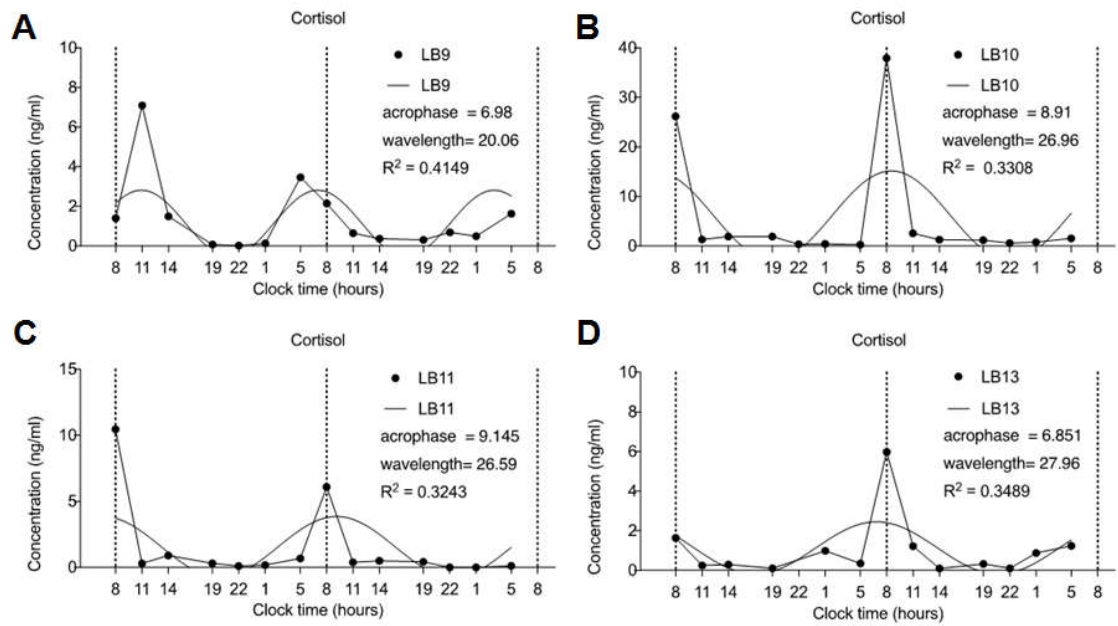 A
Cortisol
10
8
6
4
2
0
Concentration (ng/ml)
LB9
LB9
acrophase = 6.98
wavelength= 20.06
R² = 0.4149
8 11 14 19 22 1 5 8 11 14 19 22 1 5 8
Clock time (hours)
B
Cortisol
40
30
20
10
0
Concentration (ng/ml)
LB10
LB10
acrophase = 8.91
wavelength= 26.96
R² = 0.3308
8 11 14 19 22 1 5 8 11 14 19 22 1 5 8
Clock time (hours)
C
Cortisol
15
10
5
0
Concentration (ng/ml)
LB11
LB11
acrophase = 9.145
wavelength= 26.59
R² = 0.3243
8 11 14 19 22 1 5 8 11 14 19 22 1 5 8
Clock time (hours)
D
Cortisol
10
8
6
4
2
0
Concentration (ng/ml)
LB13
LB13
acrophase = 6.851
wavelength= 27.96
R² = 0.3489
8 11 14 19 22 1 5 8 11 14 19 22 1 5 8
Clock time (hours)